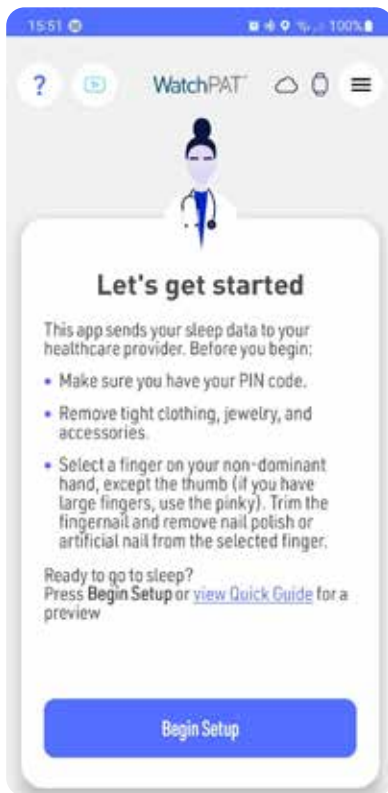 15:51
100%
?
WatchPAT™
Let's get started
This app sends your sleep data to your
healthcare provider. Before you begin:
• Make sure you have your PIN code.
• Remove tight clothing, jewelry, and
accessories.
• Select a finger on your non-dominant
hand, except the thumb (if you have
large fingers, use the pinky). Trim the
fingernail and remove nail polish or
artificial nail from the selected finger.
Ready to go to sleep?
Press Begin Setup or view Quick Guide for a
preview
Begin Setup